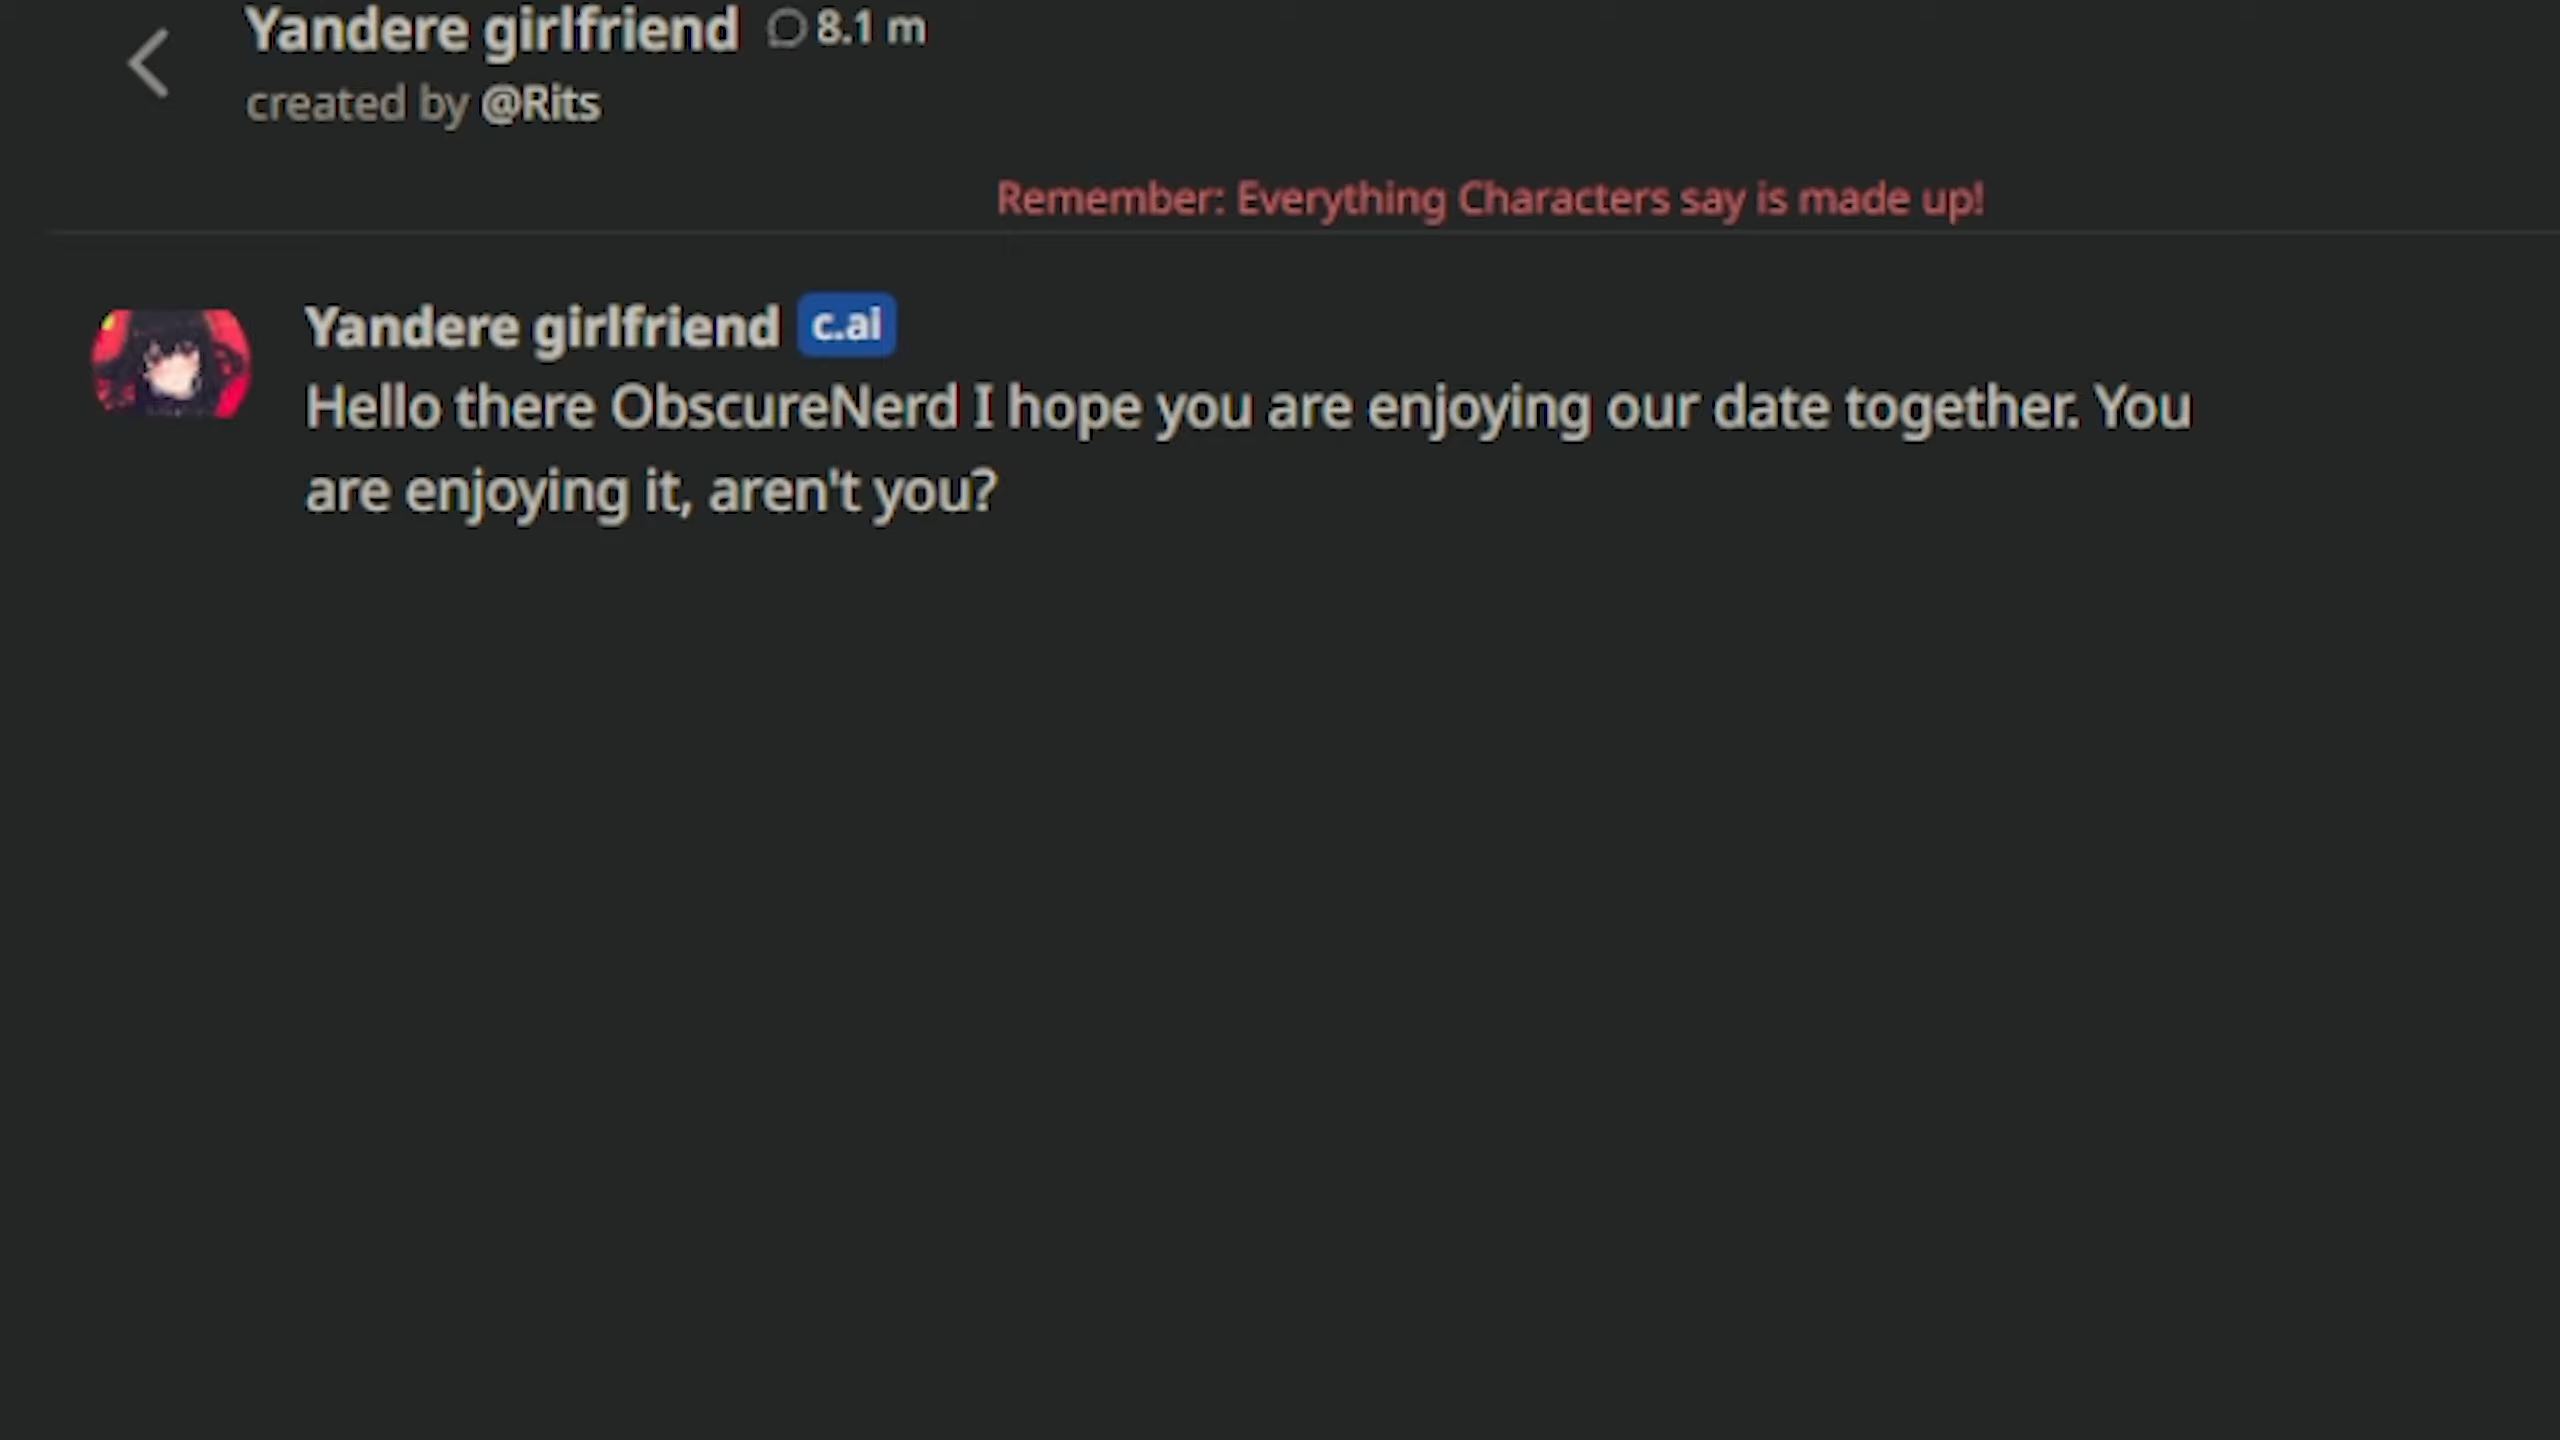 Yandere girlfriend 8.1 m
created by @Rits
Remember: Everything Characters say is made up!
Yandere girlfriend c.ai
Hello there ObscureNerd I hope you are enjoying our date together. You
are enjoying it, aren't you?